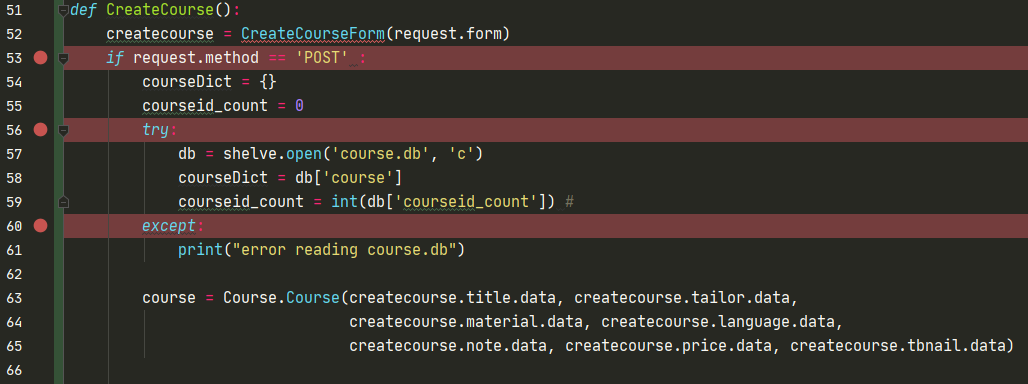 51 def CreateCourse():
52 createcourse = CreateCourseForm(request.form)
53 if request.method == 'POST' :
54 courseDict = {}
55 courseid_count = 0
56 try:
57 db = shelve.open('course.db', 'c')
58 courseDict = db['course']
59 courseid_count = int(db['courseid_count']) #
60 except:
61 print("error reading course.db")
62
63 course = Course.Course(createcourse.title.data, createcourse.tailor.data,
64 createcourse.material.data, createcourse.language.data,
65 createcourse.note.data, createcourse.price.data, createcourse.tbnail.data)
66